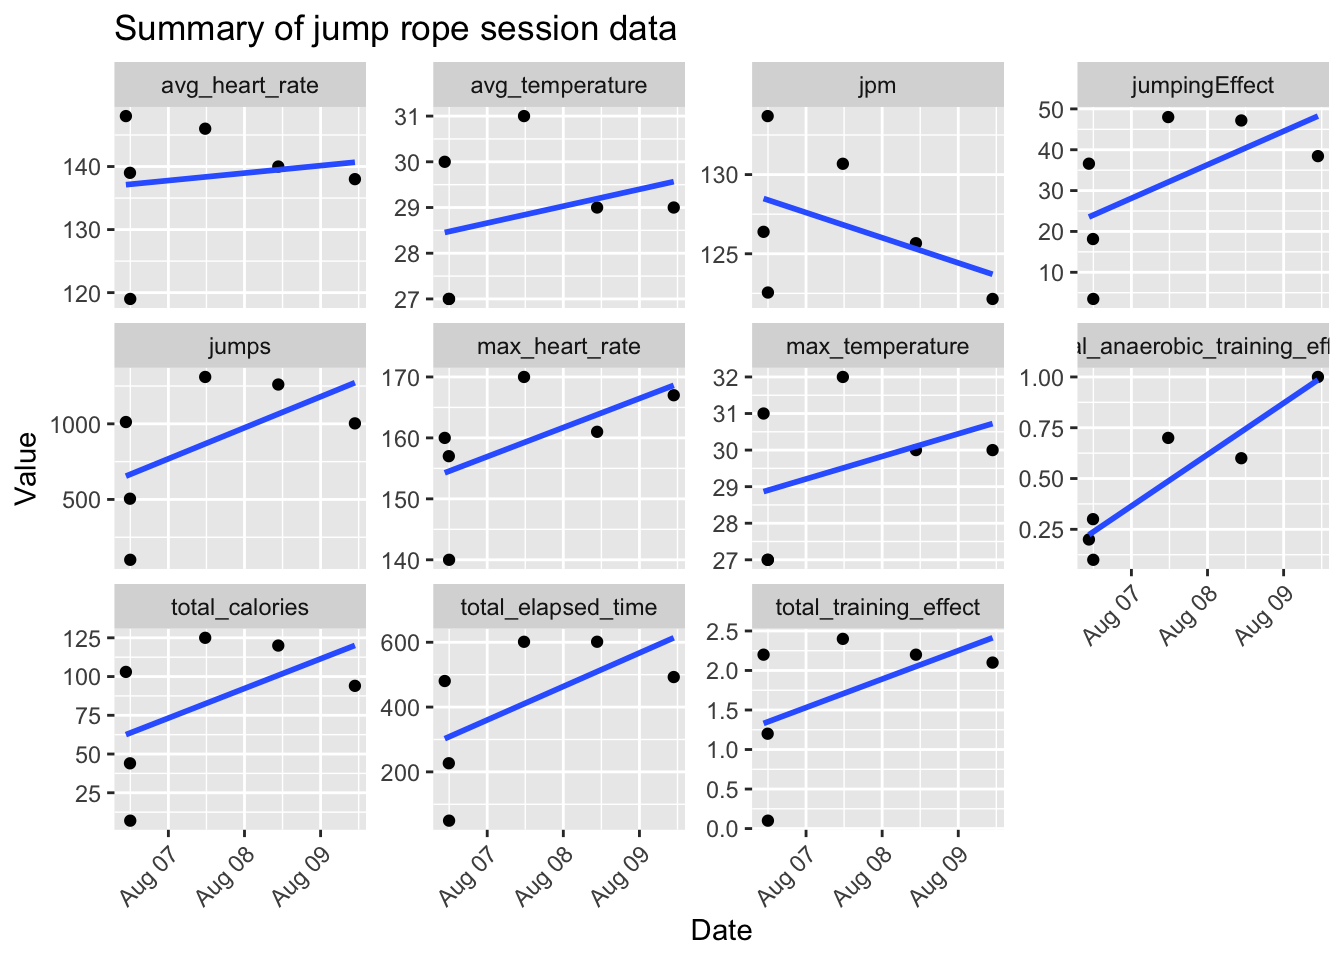 Summary of jump rope session data
avg_heart_rate
avg_temperature
jpm
jumpingEffect
140
130
120
31
30
29
28
27
130
125
50
40
30
20
10
jumps
max_heart_rate
max_temperature
al_anaerobic_training_eff
1000
500
170
160
150
140
32
31
30
29
28
27
1.00
0.75
0.50
0.25
Aug 07
Aug 08
Aug 09
total_calories
total_elapsed_time
total_training_effect
125
100
75
50
25
600
400
200
2.5
2.0
1.5
1.0
0.5
0.0
Aug 07
Aug 08
Aug 09
Aug 07
Aug 08
Aug 09
Aug 07
Aug 08
Aug 09
Value
Date